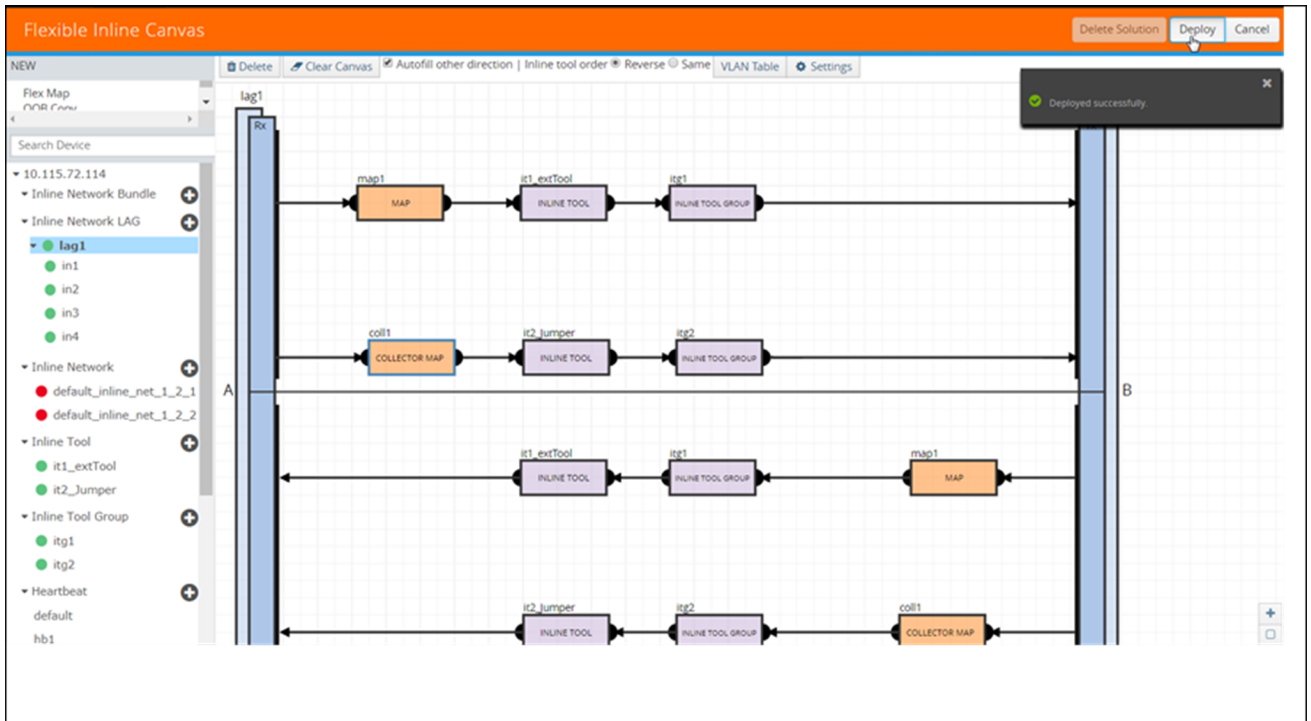 Flexible Inline Canvas
Delete Solution Deploy Cancel
NEW
Delete Clear Canvas Autofill other direction | Inline tool order Reverse Same VLAN Table Settings
Flex Map
OOB Copy
Search Device
10.115.72.114
Inline Network Bundle
Inline Network LAG
lag1
in1
in2
in3
in4
Inline Network
default_inline_net_1_2_1
default_inline_net_1_2_2
Inline Tool
it1_extTool
it2_Jumper
Inline Tool Group
itg1
itg2
Heartbeat
default
hb1
Deployed successfully.
lag1
Rx
map1 it1_extTool itg1
MAP INLINE TOOL INLINE TOOL GROUP
coll1 it2_Jumper itg2
COLLECTOR MAP INLINE TOOL INLINE TOOL GROUP
A B
it1_extTool itg1 map1
INLINE TOOL INLINE TOOL GROUP MAP
it2_Jumper itg2 coll1
INLINE TOOL INLINE TOOL GROUP COLLECTOR MAP